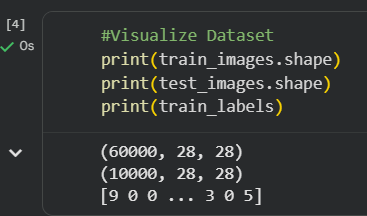 [4]
0s
#Visualize Dataset
print(train_images.shape)
print(test_images.shape)
print(train_labels)
(60000, 28, 28)
(10000, 28, 28)
[9 0 0 ... 3 0 5]